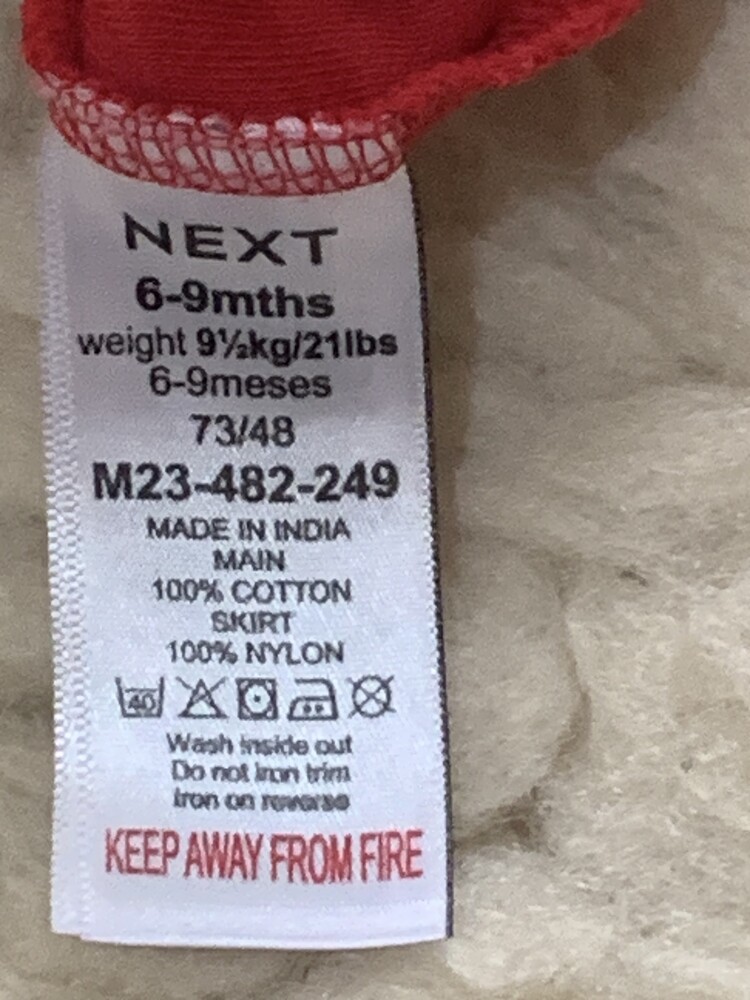 NEXT
6-9mths
weight 9½kg/21lbs
6-9meses
73/48
M23-482-249
MADE IN INDIA
MAIN
100% COTTON
SKIRT
100% NYLON
40
Wash inside out
Do not iron trim
Iron on reverse
KEEP AWAY FROM FIRE